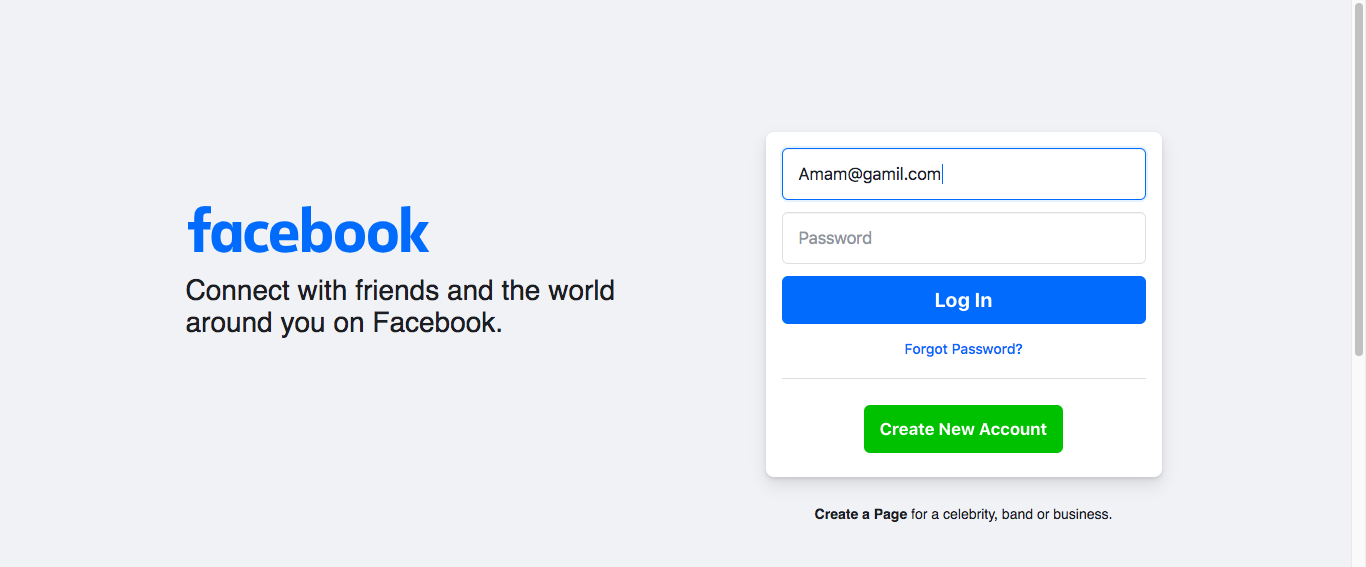 facebook
Connect with friends and the world
around you on Facebook.
Amam@gamil.com
Password
Log In
Forgot Password?
Create New Account
Create a Page for a celebrity, band or business.